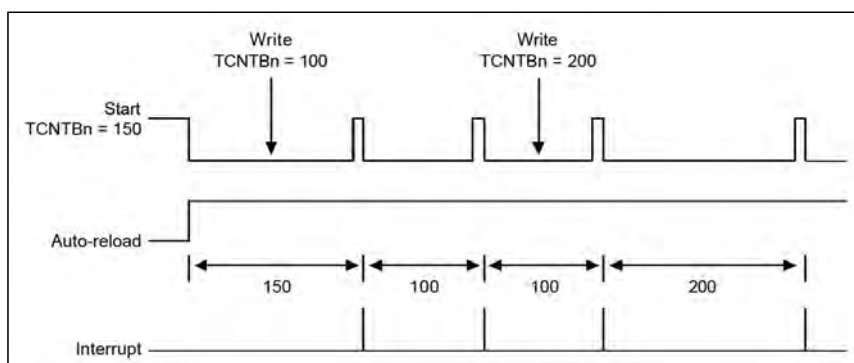 Write
TCNTBn = 100
Write
TCNTBn = 200
Start
TCNTBn = 150
Auto-reload
150
100
100
200
Interrupt